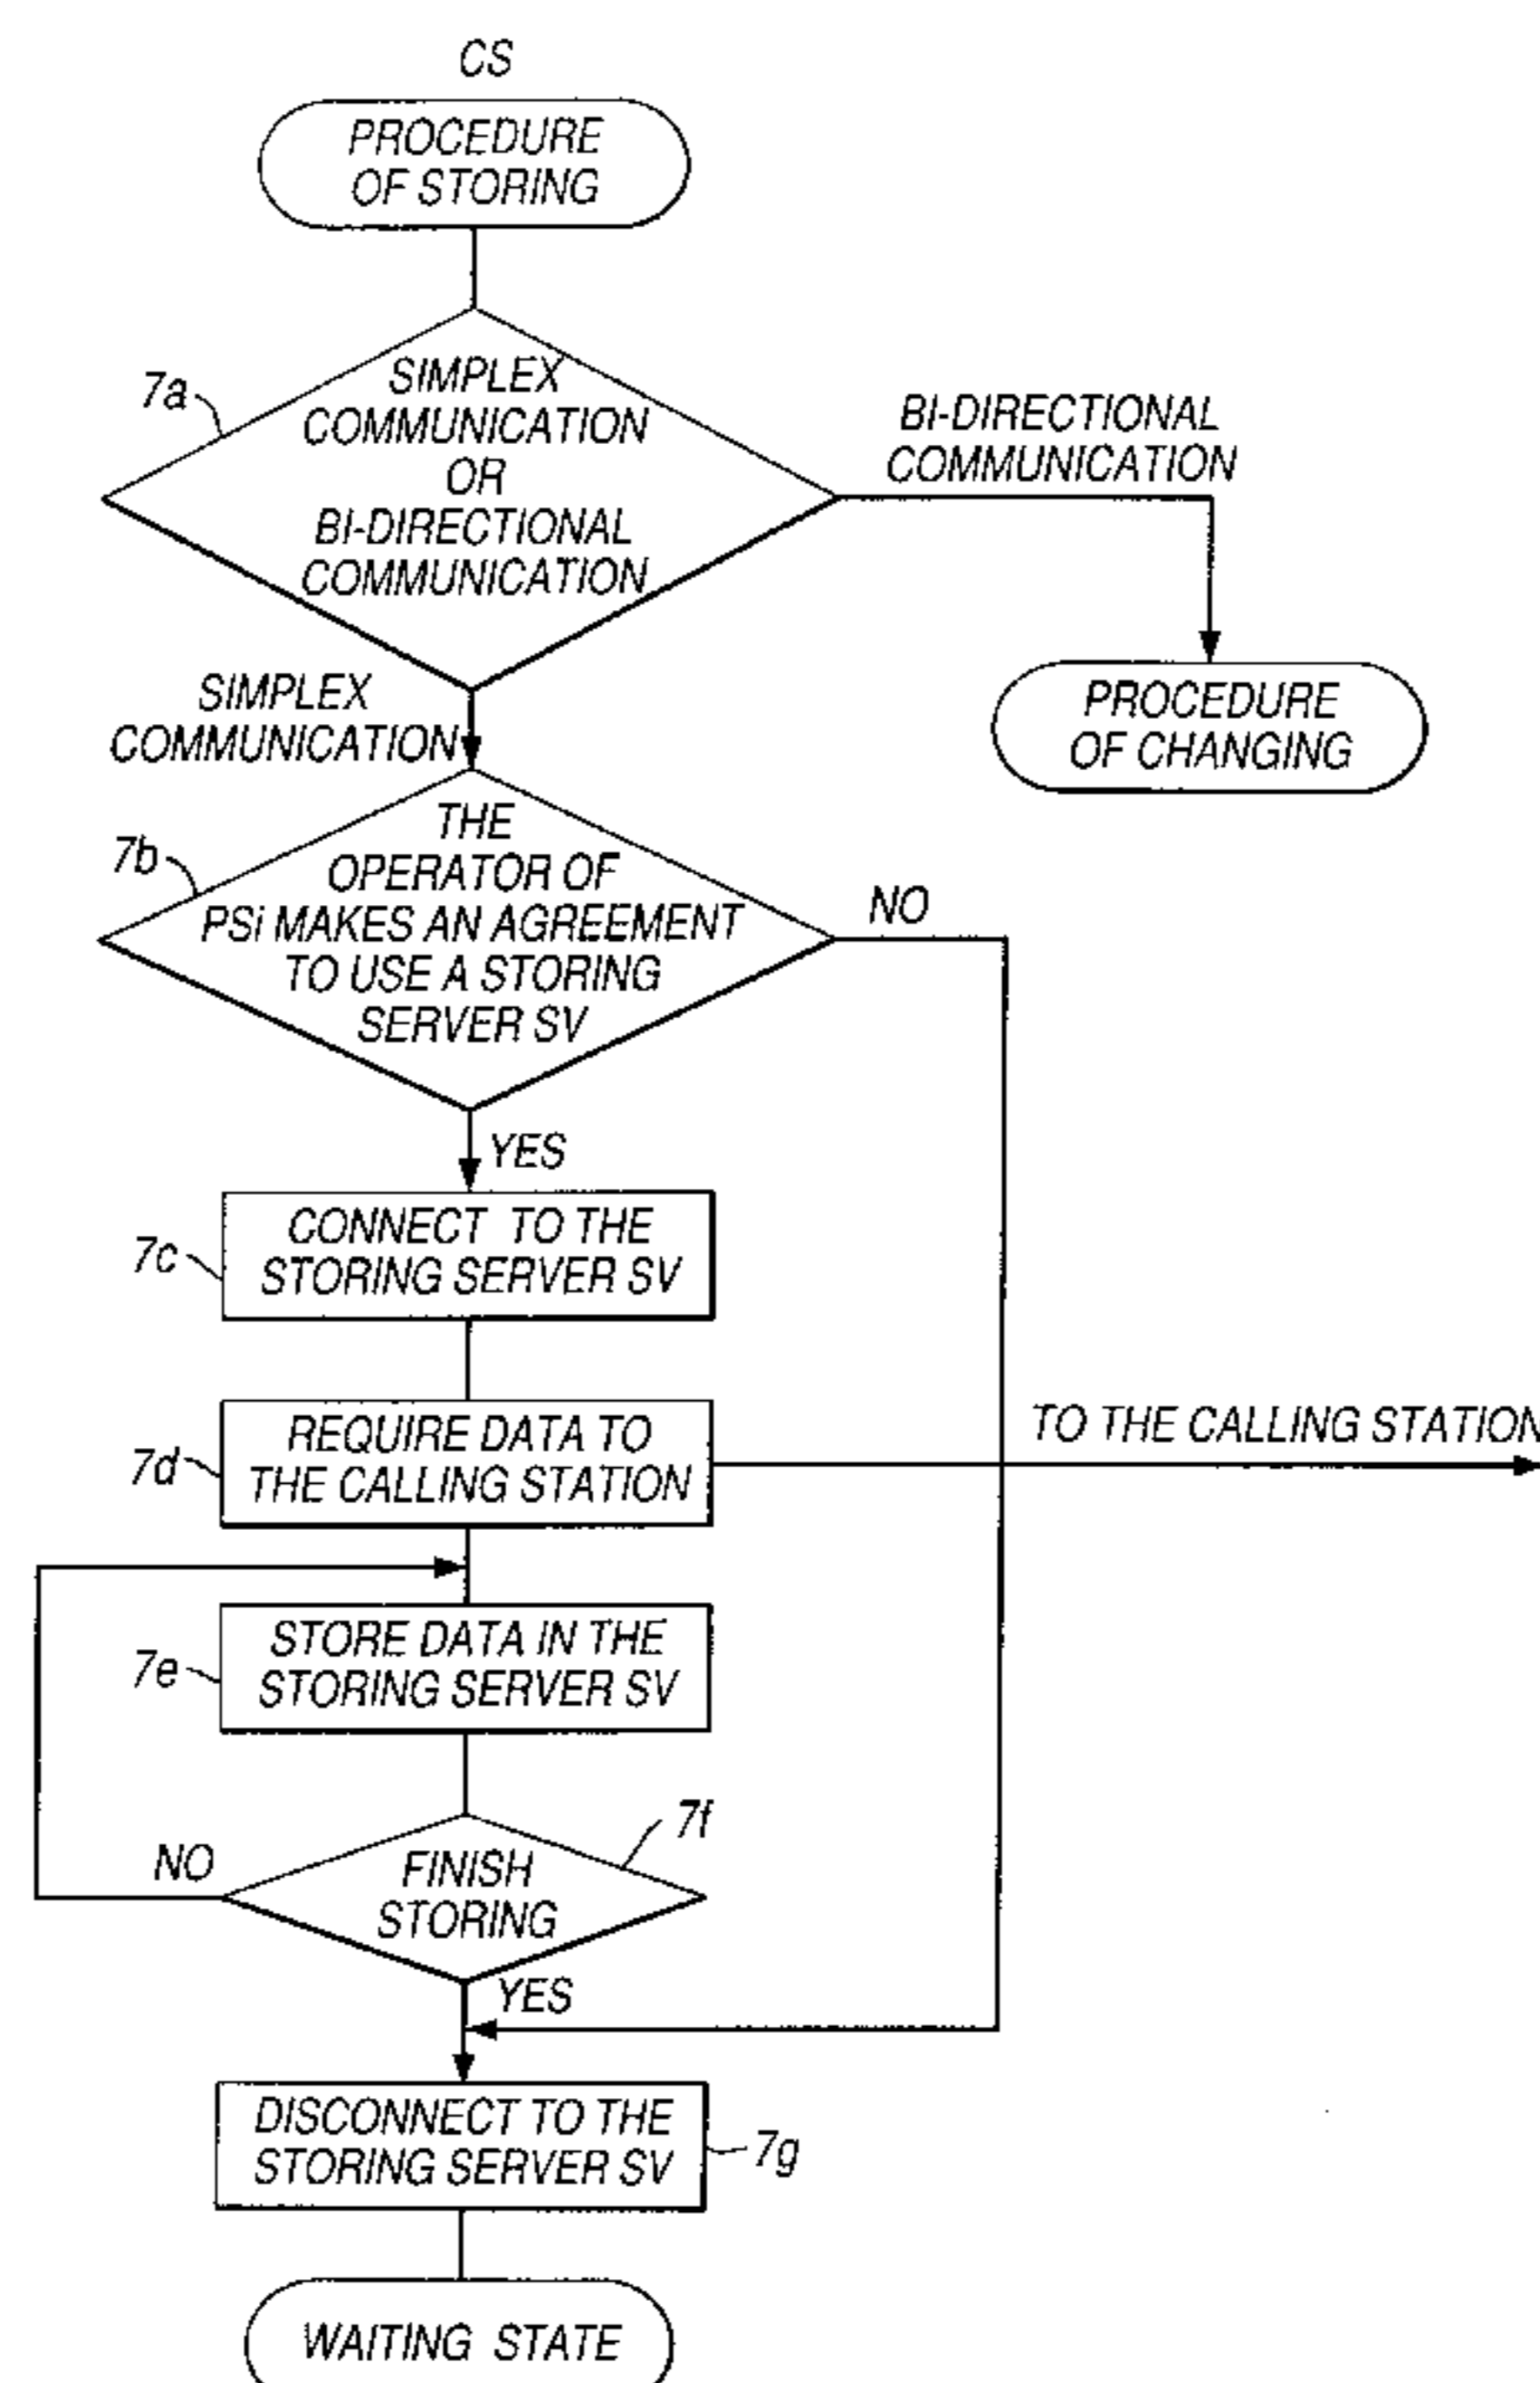 CS
PROCEDURE
OF STORING
7a
SIMPLEX
COMMUNICATION
OR
BI-DIRECTIONAL
COMMUNICATION
BI-DIRECTIONAL
COMMUNICATION
PROCEDURE
OF CHANGING
SIMPLEX
COMMUNICATION
7b
THE
OPERATOR OF
PSi MAKES AN AGREEMENT
TO USE A STORING
SERVER SV
NO
YES
7c
CONNECT TO THE
STORING SERVER SV
7d
REQUIRE DATA TO
THE CALLING STATION
TO THE CALLING STATION
7e
STORE DATA IN THE
STORING SERVER SV
7f
NO
FINISH
STORING
YES
DISCONNECT TO THE
STORING SERVER SV
7g
WAITING STATE